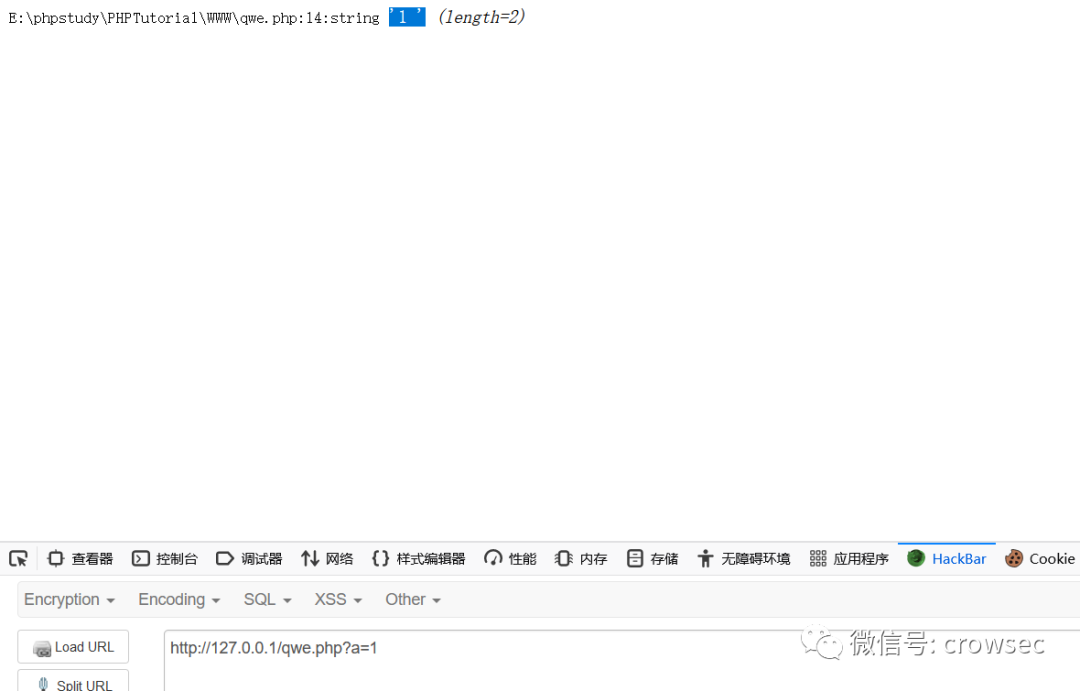 E:\phpstudy\PHPTutorial\WWW\qwe.php:14:string '1 ' (length=2)
查看器 控制台 调试器 网络 样式编辑器 性能 内存 存储 无障碍环境 应用程序 HackBar Cookie
Encryption Encoding SQL XSS Other
Load URL http://127.0.0.1/qwe.php?a=1
微信号: crowsec
Split URL